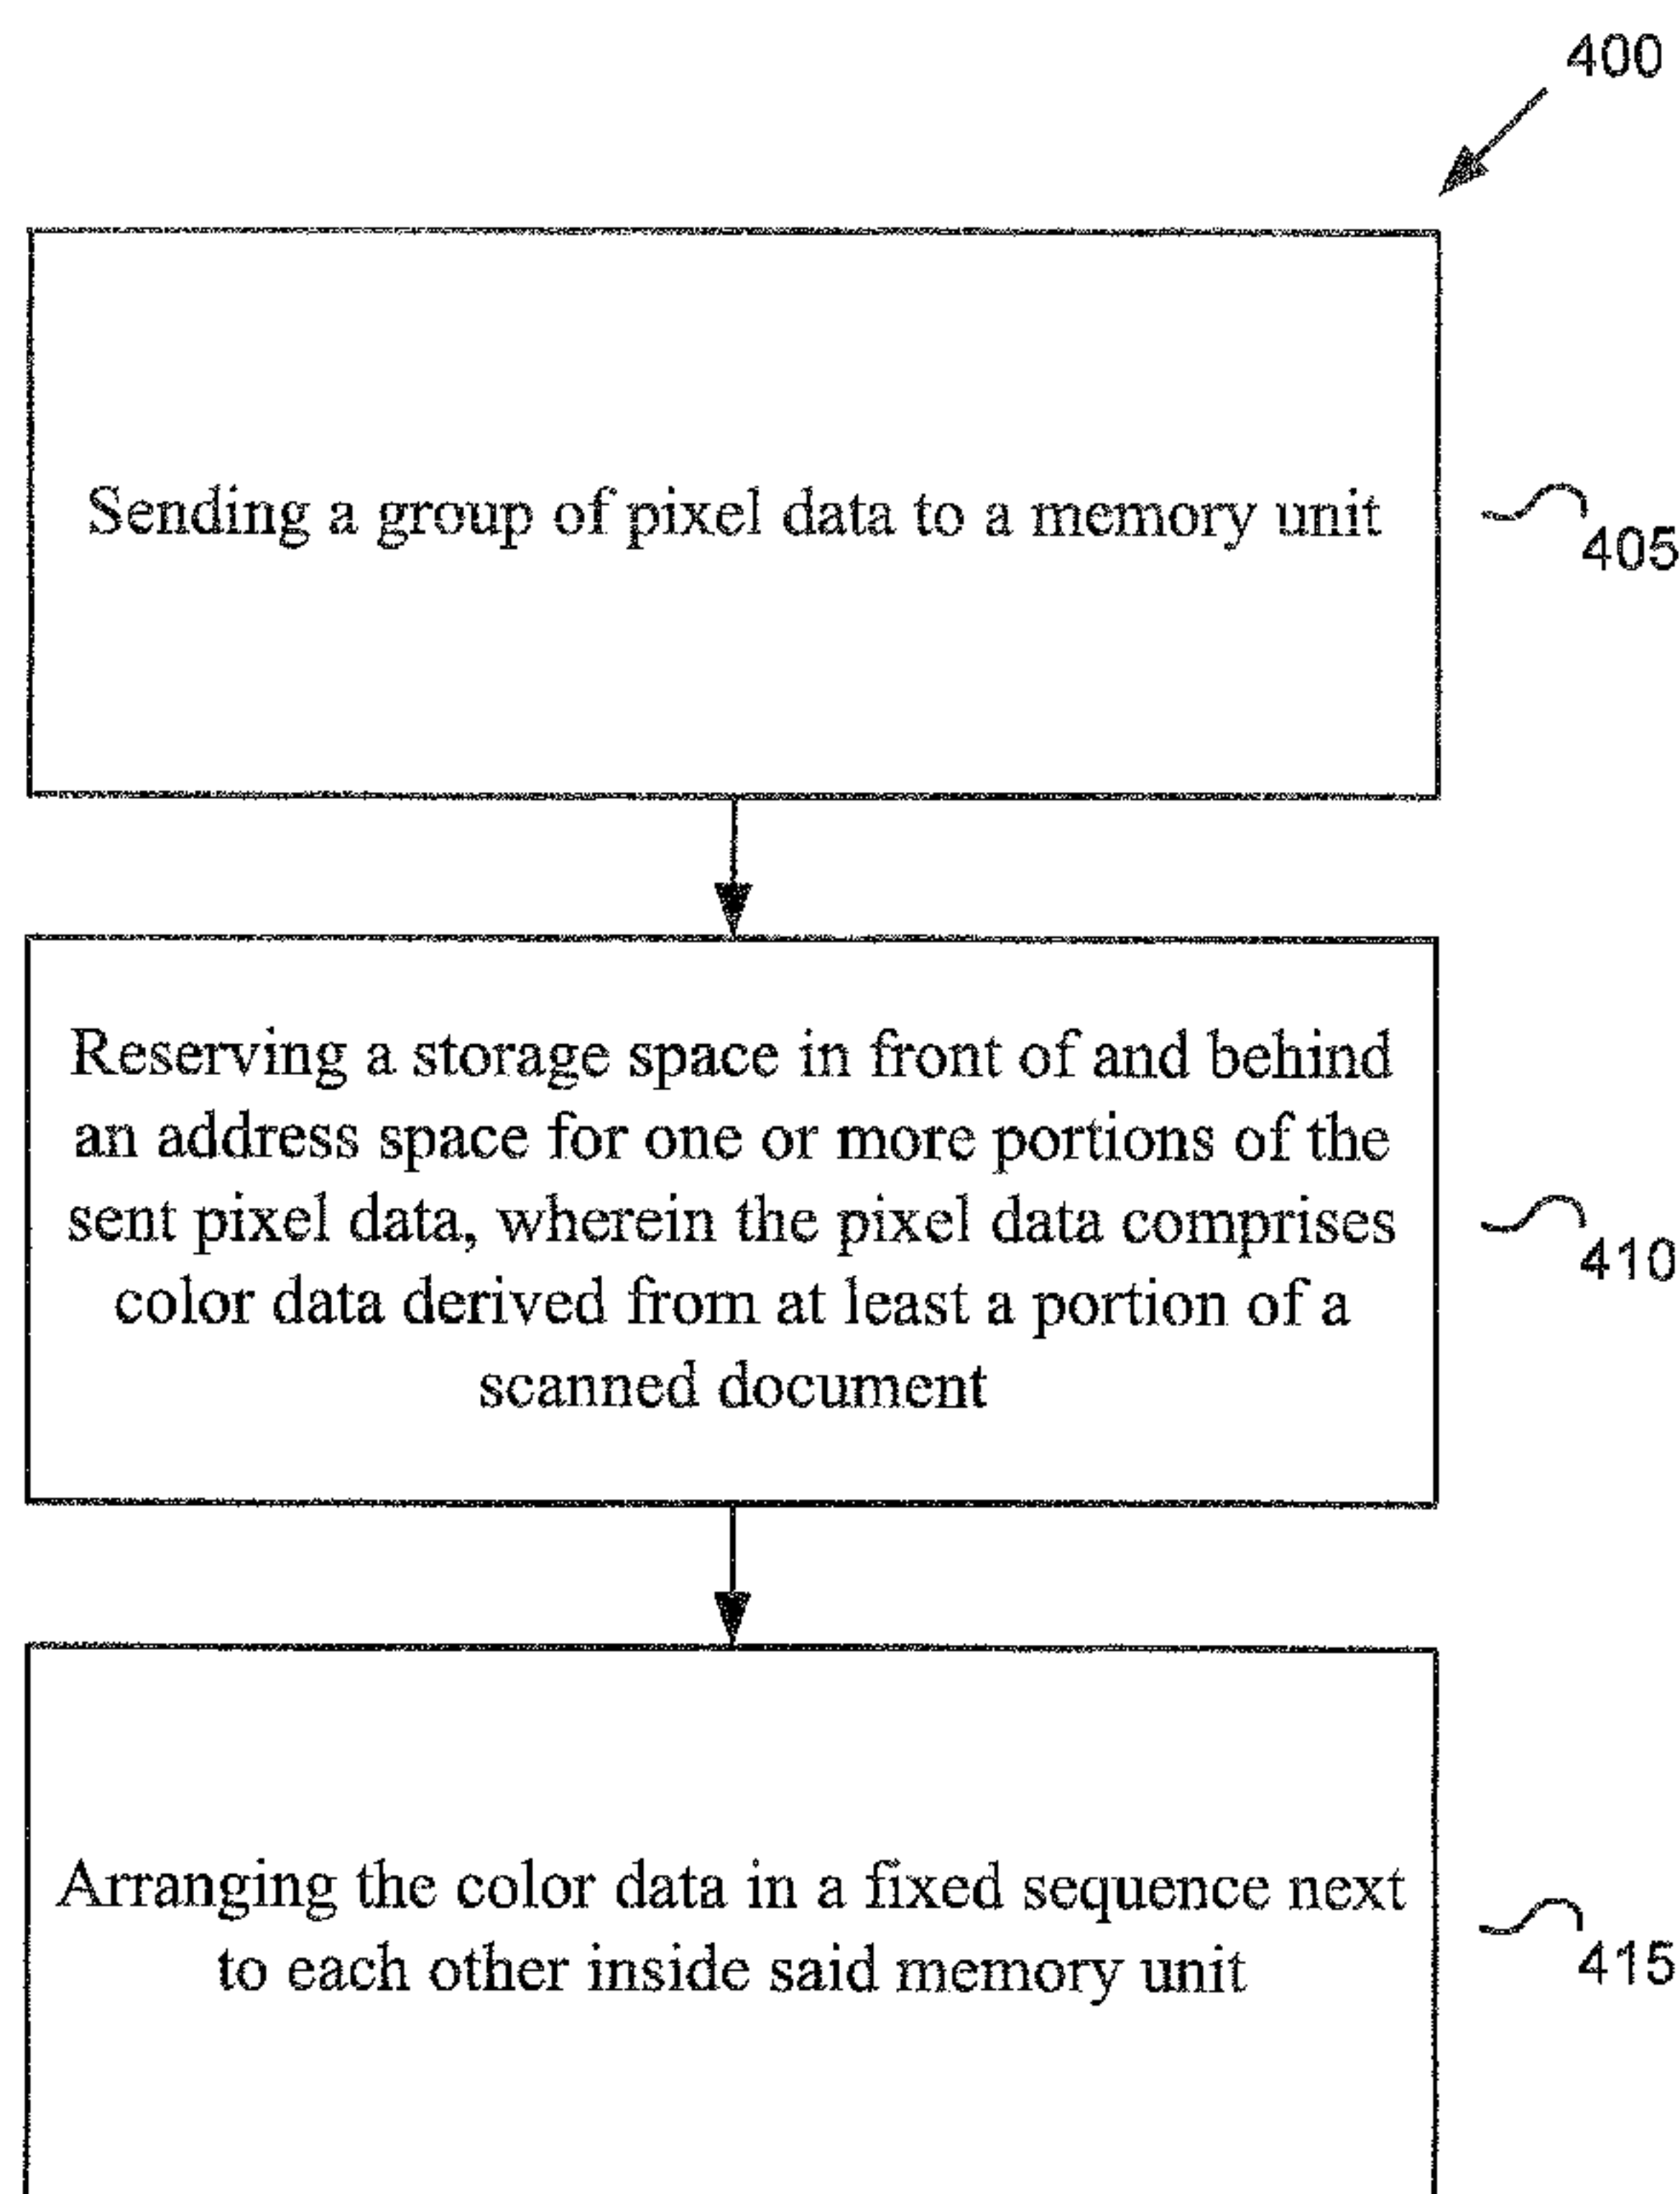 400
Sending a group of pixel data to a memory unit
405
Reserving a storage space in front of and behind
an address space for one or more portions of the
sent pixel data, wherein the pixel data comprises
color data derived from at least a portion of a
scanned document
410
Arranging the color data in a fixed sequence next
to each other inside said memory unit
415